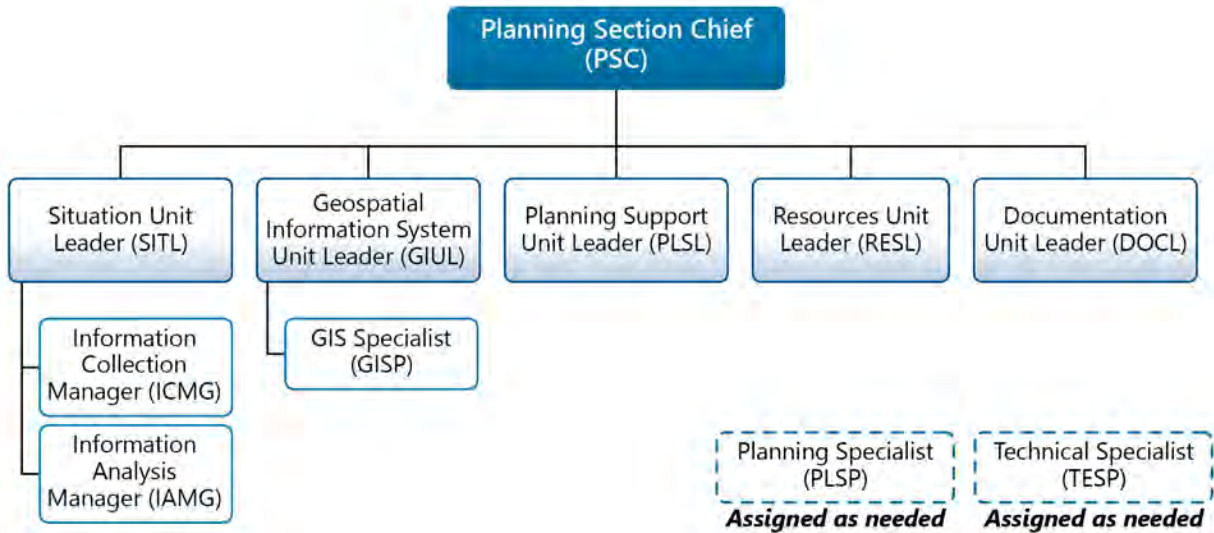 Planning Section Chief
(PSC)
Situation Unit
Leader (SITL)
Geospatial
Information System
Unit Leader (GIUL)
Planning Support
Unit Leader (PLSL)
Resources Unit
Leader (RESL)
Documentation
Unit Leader (DOCL)
Information
Collection
Manager (ICMG)
GIS Specialist
(GISP)
Information
Analysis
Manager (IAMG)
Planning Specialist
(PLSP)
Assigned as needed
Technical Specialist
(TESP)
Assigned as needed